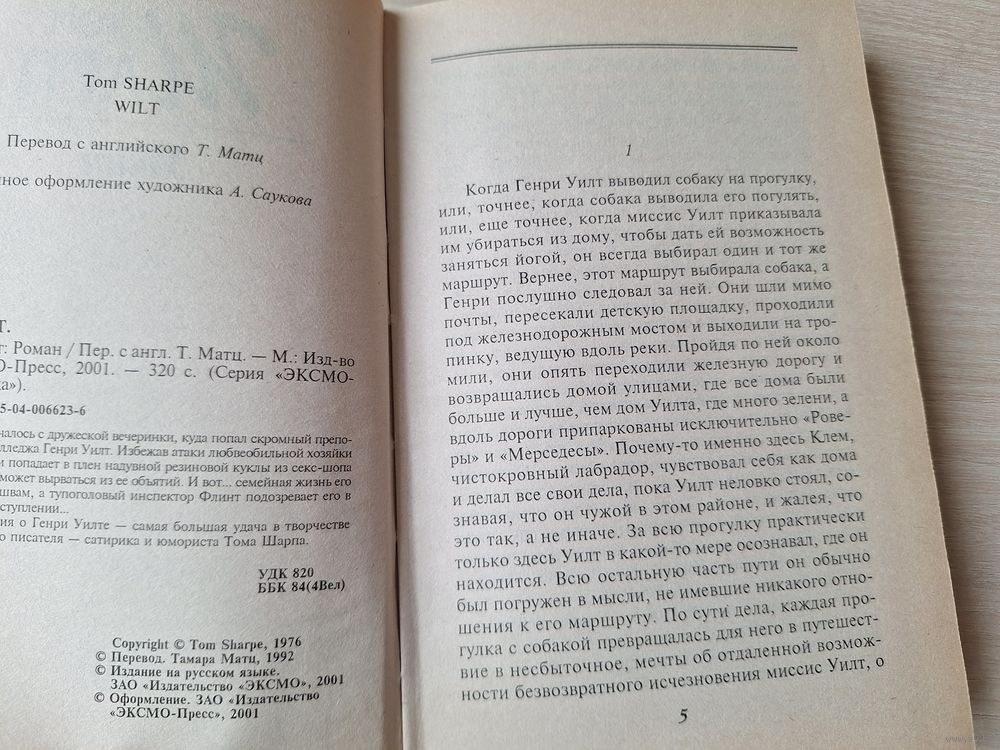 Tom SHARPE
WILT
Перевод с английского Т. Матц
ное оформление художника А. Саукова
Т.
т: Роман / Пер. с англ. Т. Матц. — М.: Изд-во
О-Пресс, 2001. — 320 с. (Серия «ЭКСМО-
ка»).
5-04-006623-6
чалось с дружеской вечеринки, куда попал скромный препо-
лледжа Генри Уилт. Избежав атаки любвеобильной хозяйки
и попадает в плен надувной резиновой куклы из секс-шопа
может вырваться из ее объятий. И вот... семейная жизнь его
швам, а тупоголовый инспектор Флинт подозревает его в
ступлении...
ия о Генри Уилте — самая большая удача в творчестве
о писателя — сатирика и юмориста Тома Шарпа.
УДК 820
ББК 84(4Вел)
Copyright © Tom Sharpe, 1976
© Перевод. Тамара Матц, 1992
© Издание на русском языке.
ЗАО «Издательство «ЭКСМО», 2001
© Оформление. ЗАО «Издательство
«ЭКСМО-Пресс», 2001
1
Когда Генри Уилт выводил собаку на прогулку,
или, точнее, когда собака выводила его погулять,
или, еще точнее, когда миссис Уилт приказывала
им убираться из дому, чтобы дать ей возможность
заняться йогой, он всегда выбирал один и тот же
маршрут. Вернее, этот маршрут выбирала собака, а
Генри послушно следовал за ней. Они шли мимо
почты, пересекали детскую площадку, проходили
под железнодорожным мостом и выходили на тро-
пинку, ведущую вдоль реки. Пройдя по ней около
мили, они опять переходили железную дорогу и
возвращались домой улицами, где все дома были
больше и лучше, чем дом Уилта, где много зелени, а
вдоль дороги припаркованы исключительно «Рове-
ры» и «Мерседесы». Почему-то именно здесь Клем,
чистокровный лабрадор, чувствовал себя как дома
и делал все свои дела, пока Уилт неловко стоял, со-
знавая, что он чужой в этом районе, и жалея, что
это так, а не иначе. За всю прогулку практически
только здесь Уилт в какой-то мере осознавал, где он
находится. Всю остальную часть пути он обычно
был погружен в мысли, не имевшие никакого отно-
шения к его маршруту. По сути дела, каждая про-
гулка с собакой превращалась для него в путешест-
вие в несбыточное, мечты об отдаленной возмож-
ности безвозвратного исчезновения миссис Уилт, о
5